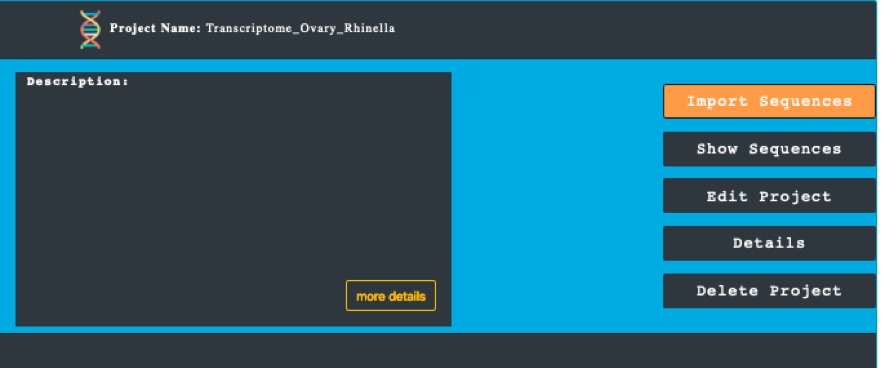 Project Name: Transcriptome_Ovary_Rhinella
Description:
more details
Import Sequences
Show Sequences
Edit Project
Details
Delete Project